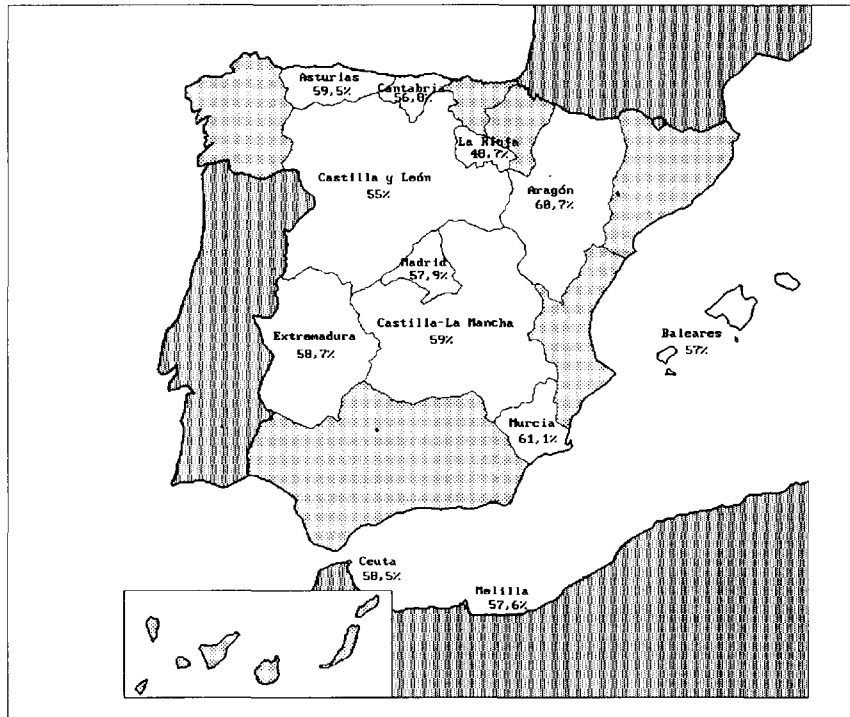 Asturias
59,5%
Cantabria
56,8%
La Rioja
48,7%
Castilla y León
55%
Aragón
60,7%
Madrid
57,9%
Castilla-La Mancha
59%
Extremadura
58,7%
Baleares
57%
Murcia
61,1%
Ceuta
58,5%
Melilla
57,6%